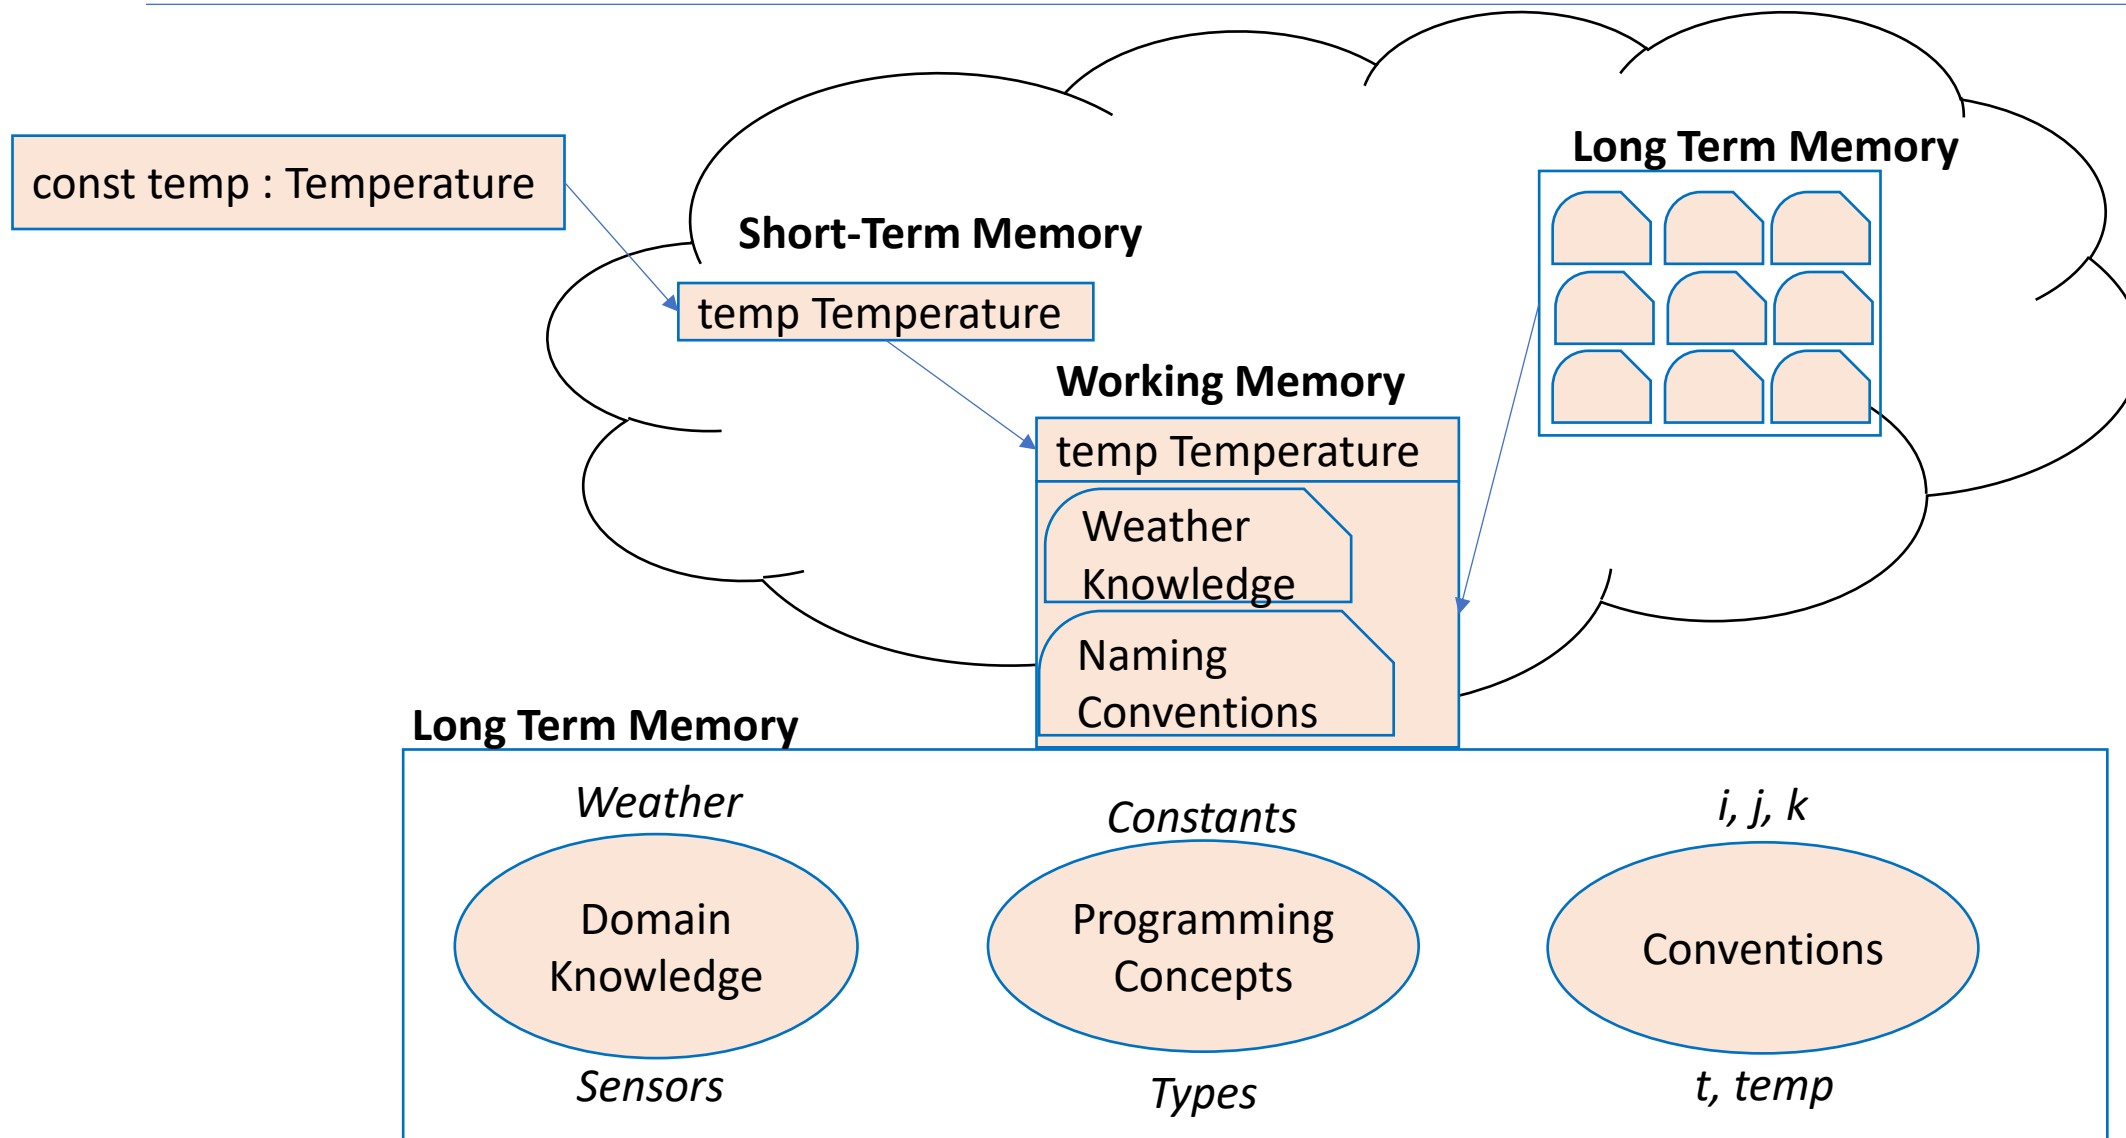 Long Term Memory
const temp : Temperature
Short-Term Memory
temp Temperature
Working Memory
temp Temperature
Weather
Knowledge
Naming
Conventions
Long Term Memory
Weather
Constants
i, j, k
Domain
Knowledge
Programming
Concepts
Conventions
Sensors
Types
t, temp